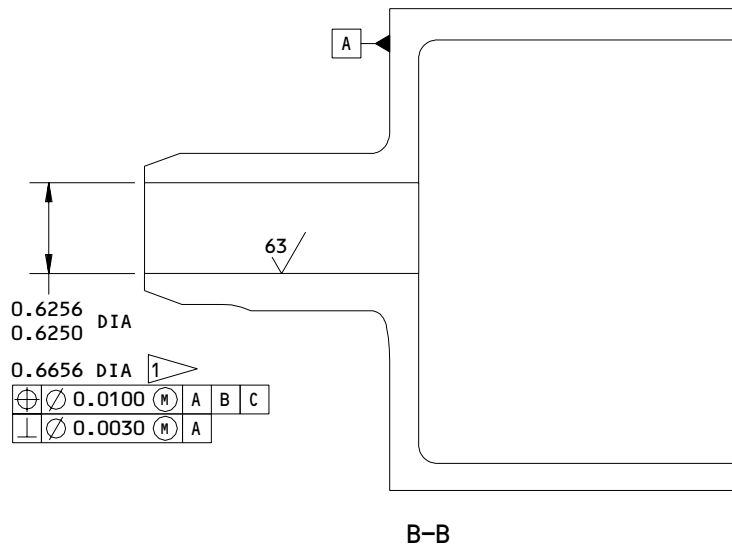 A
63
0.6256
0.6250 DIA
0.6656 DIA 1
⌖ ⌀ 0.0100 Ⓜ A B C
⟂ ⌀ 0.0030 Ⓜ A
B-B